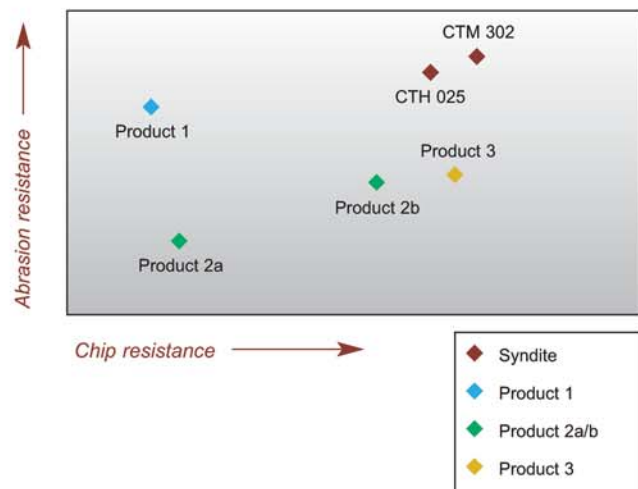 CTM 302
CTH 025
Product 1
Product 3
Product 2b
Product 2a
Abrasion resistance
Chip resistance
Syndite
Product 1
Product 2a/b
Product 3